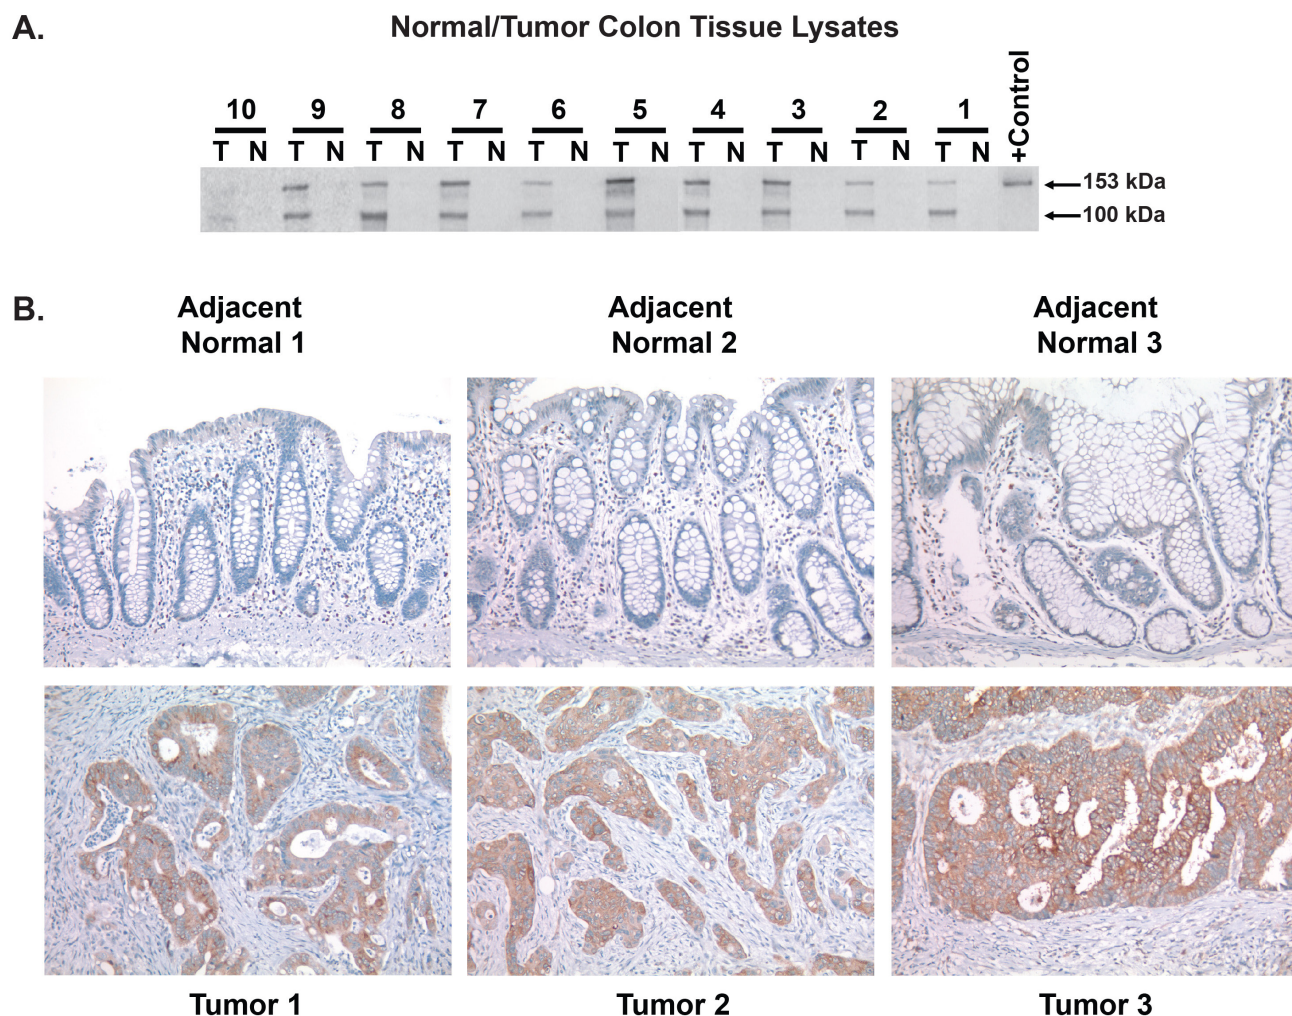 A.
Normal/Tumor Colon Tissue Lysates
10 9 8 7 6 5 4 3 2 1 +Control
T N T N T N T N T N T N T N T N T N T N
153 kDa
100 kDa
B.
Adjacent
Normal 1
Adjacent
Normal 2
Adjacent
Normal 3
Tumor 1
Tumor 2
Tumor 3